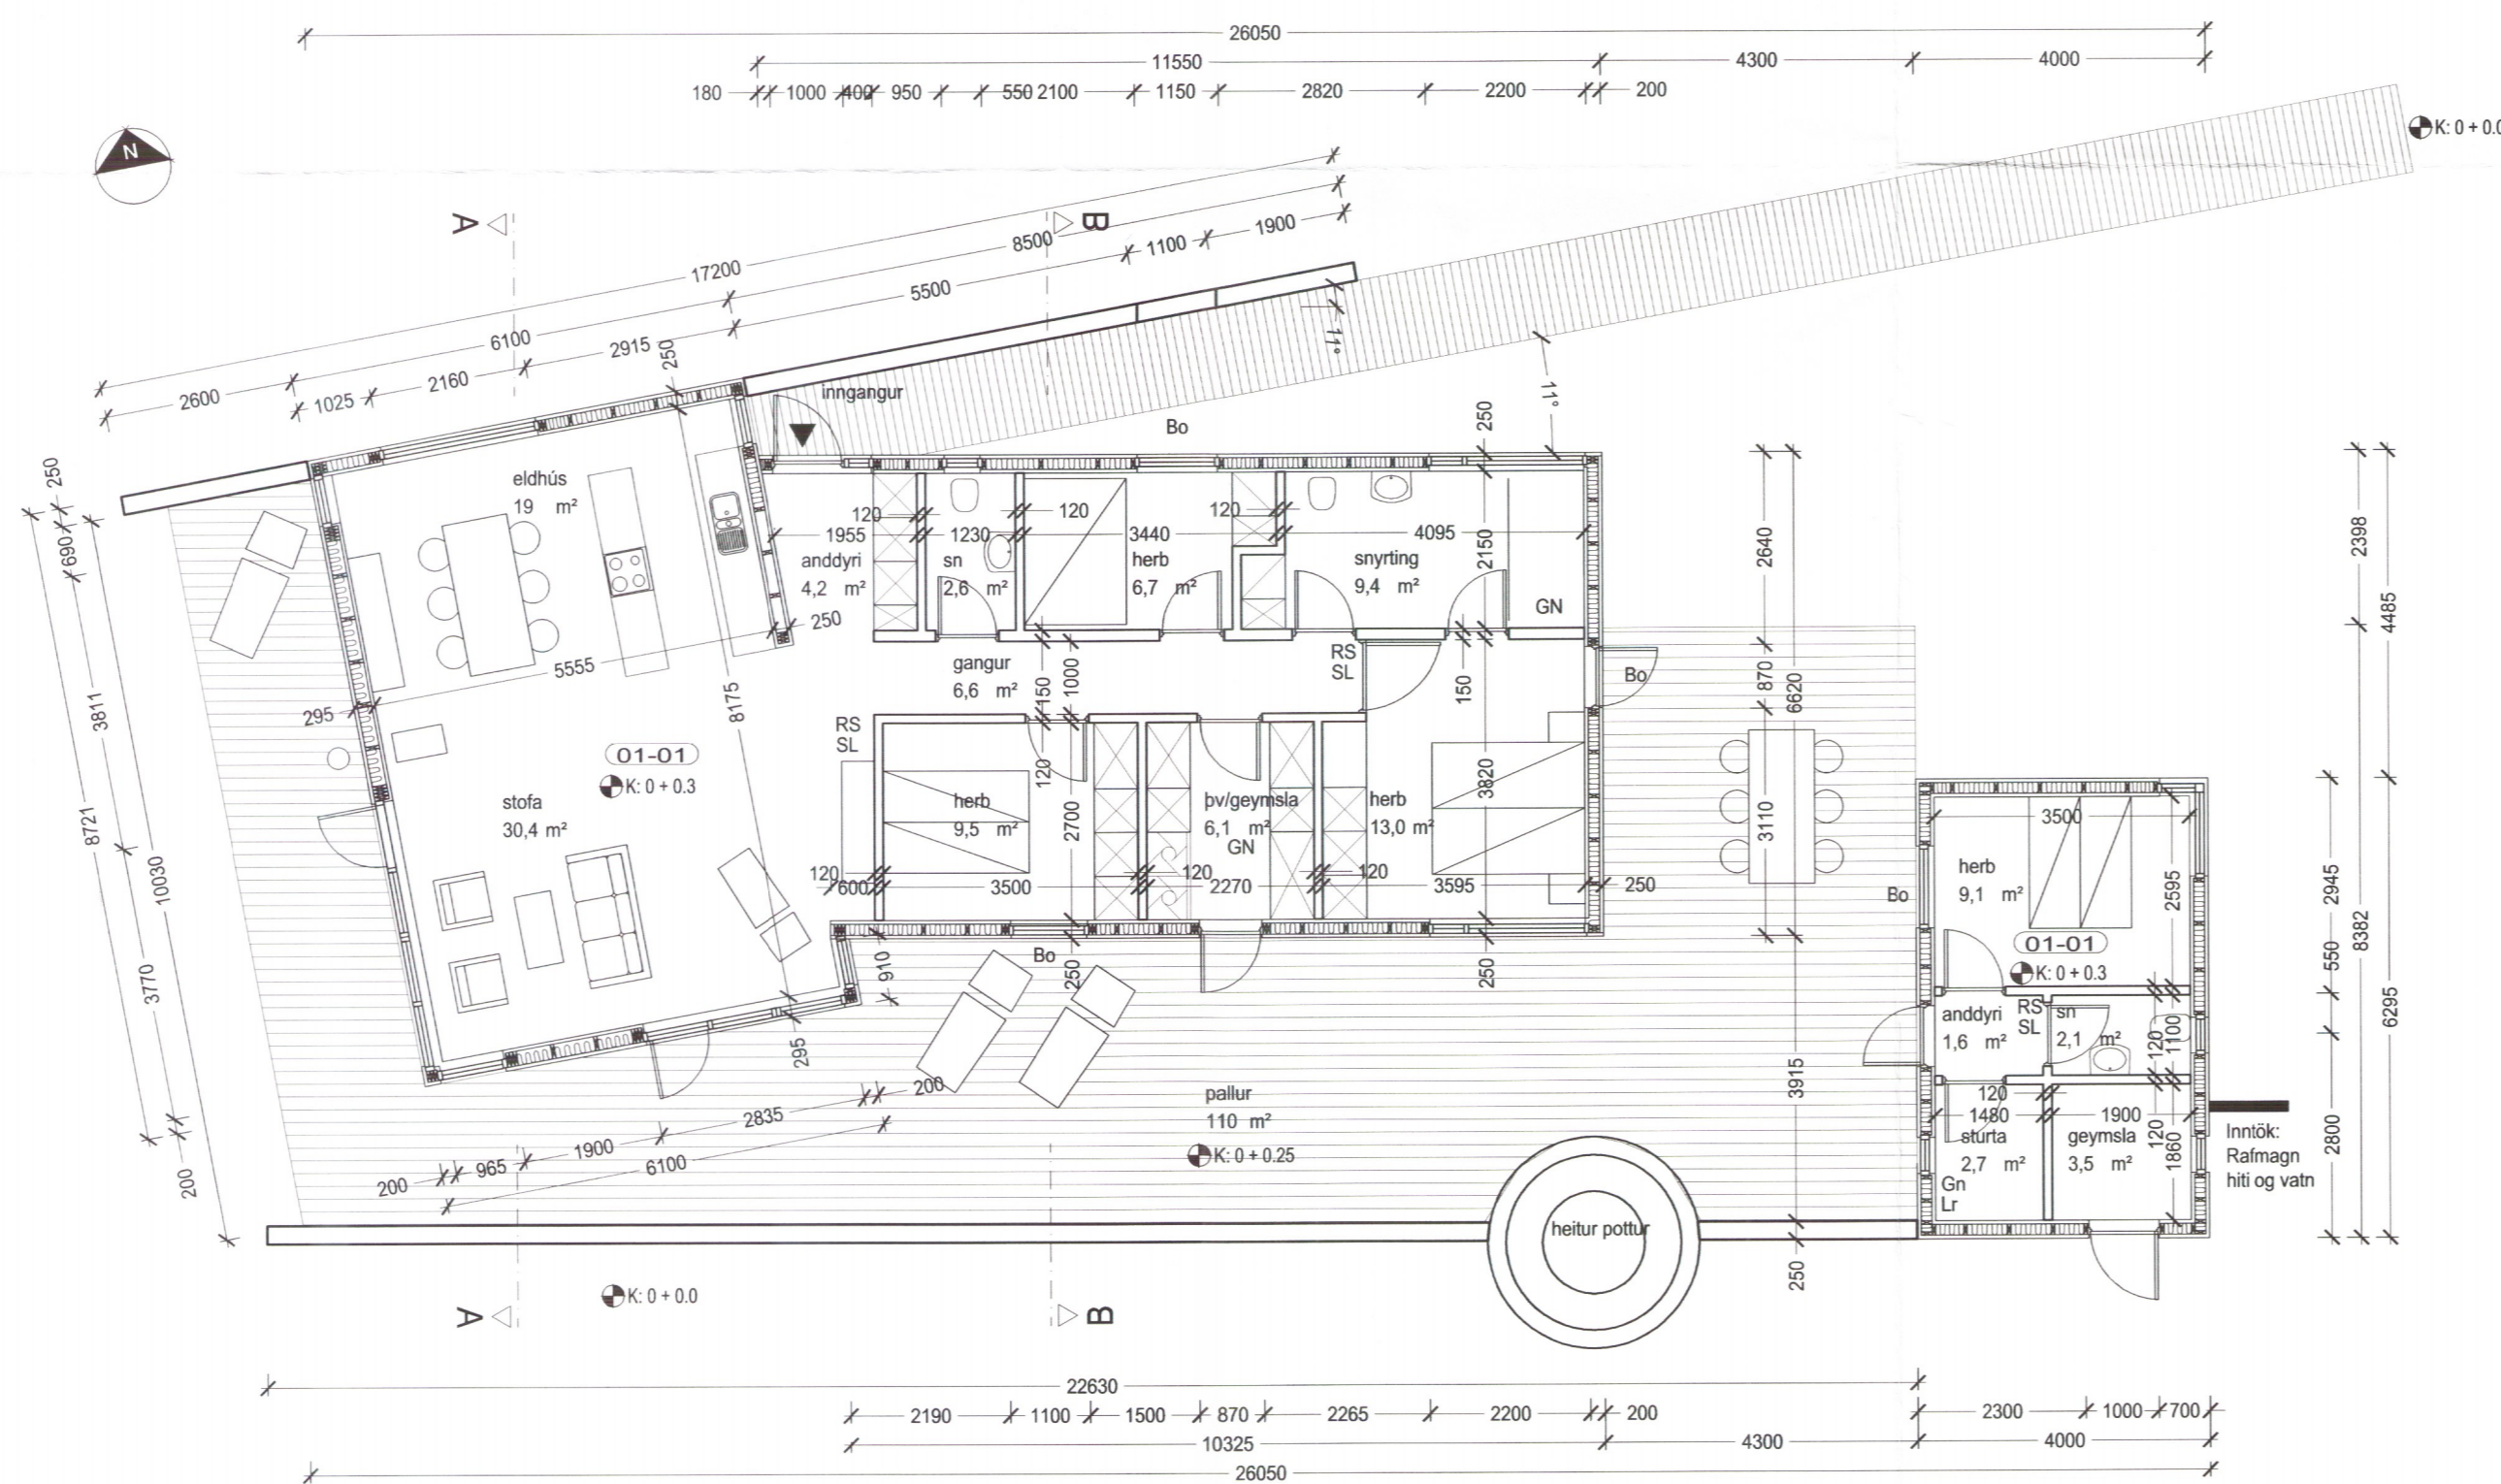 26050
11550 4300 4000
180 1000 400 950 550 2100 1150 2820 2200 200
K: 0 + 0.0
N
A B
17200
8500
1100 1900
5500
6100
2915 250
2600 1025 2160
11°
11°
inngangur
Bo
250
250 690
3811
8721
10030
3770
200
eldhús
19 m²
5555
8175
295
250
120 1955
anddyri
4,2 m²
1230
sn
2,6 m²
120
3440
herb
6,7 m²
120
4095
snyrting
9,4 m²
2150
GN
gangur
6,6 m²
150 1000
RS
SL
150
Bo
RS
SL
01-01
K: 0 + 0.3
stofa
30,4 m²
120
herb
9,5 m²
2700
120 600 3500
þv/geymsla
6,1 m²
GN
120
2270
herb
13,0 m²
3820
120
3595 250
2640
870
6620
3110
3915
250
910
Bo
250
250
295
200
2835
1900
965
200
6100
pallur
110 m²
K: 0 + 0.25
heitur pottur
3500
herb
9,1 m²
2595
Bo
01-01
K: 0 + 0.3
anddyri
1,6 m²
RS
SL
sn
2,1 m²
120 1100
120
1480 1900
sturta
2,7 m²
geymsla
3,5 m²
120 1860
Gn
Lr
Inntök:
Rafmagn
hiti og vatn
2398
4485
2945
550
8382
6295
2800
K: 0 + 0.0
A B
22630
2190 1100 1500 870 2265 2200 200 2300 1000 700
10325 4300 4000
26050